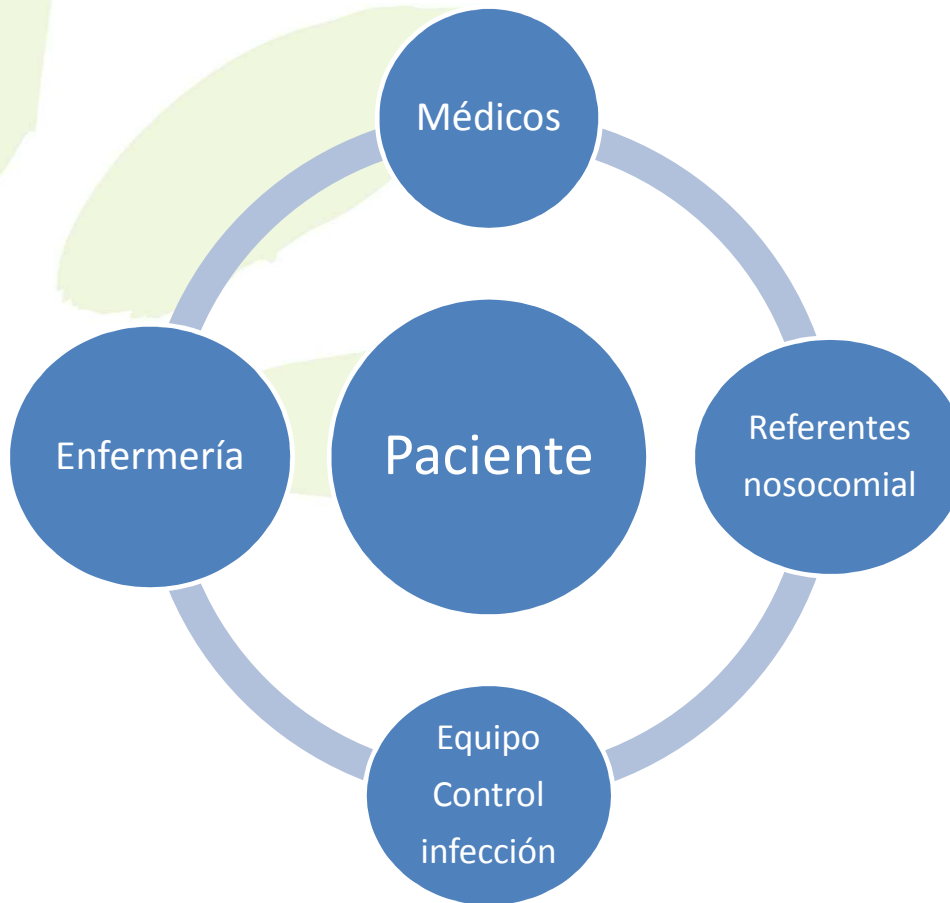 Médicos
Enfermería
Paciente
Referentes
nosocomial
Equipo
Control
infección